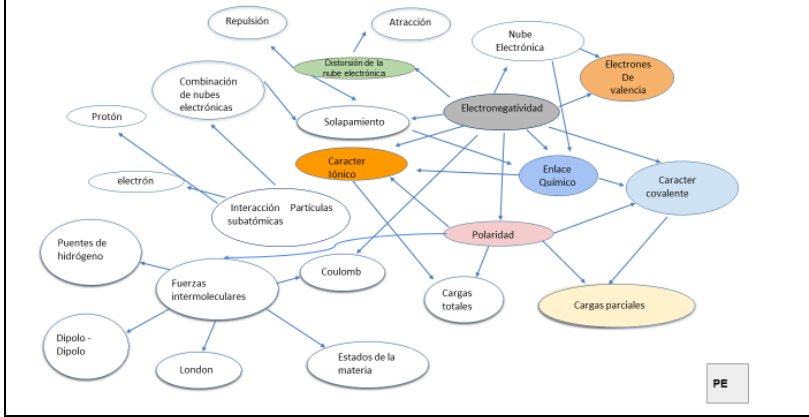 Repulsión
Atracción
Nube
Electrónica
Distorsión de la
nube electrónica
Electrones
De
valencia
Combinación
de nubes
electrónicas
Electronegatividad
Protón
Solapamiento
Caracter
Iónico
Enlace
Químico
electrón
Caracter
covalente
Interacción Partículas
subatómicas
Polaridad
Puentes de
hidrógeno
Fuerzas
intermoleculares
Coulomb
Cargas
totales
Cargas parciales
Dipolo -
Dipolo
London
Estados de la
materia
PE